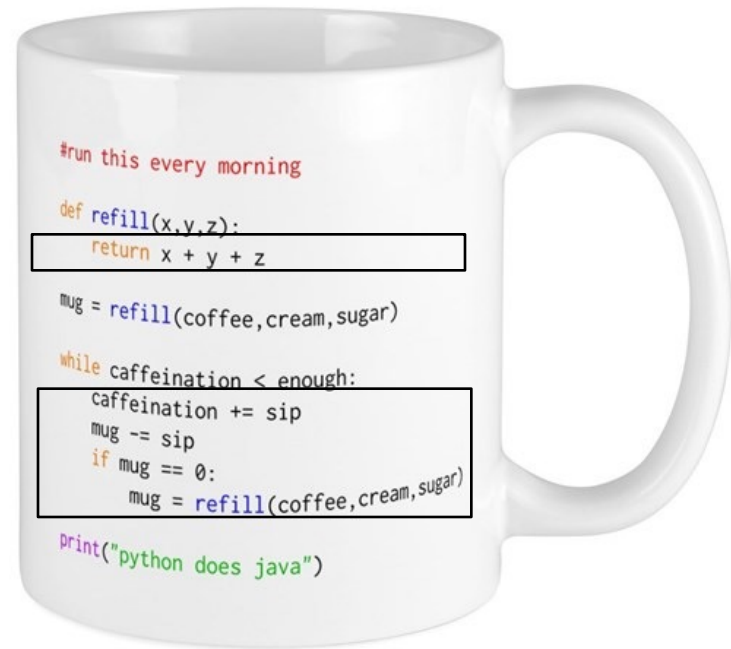 #run this every morning
def refill(x,y,z):
return x + y + z
mug = refill(coffee,cream,sugar)
while caffeination < enough:
caffeination += sip
mug -= sip
if mug == 0:
mug = refill(coffee,cream,sugar)
print("python does java")